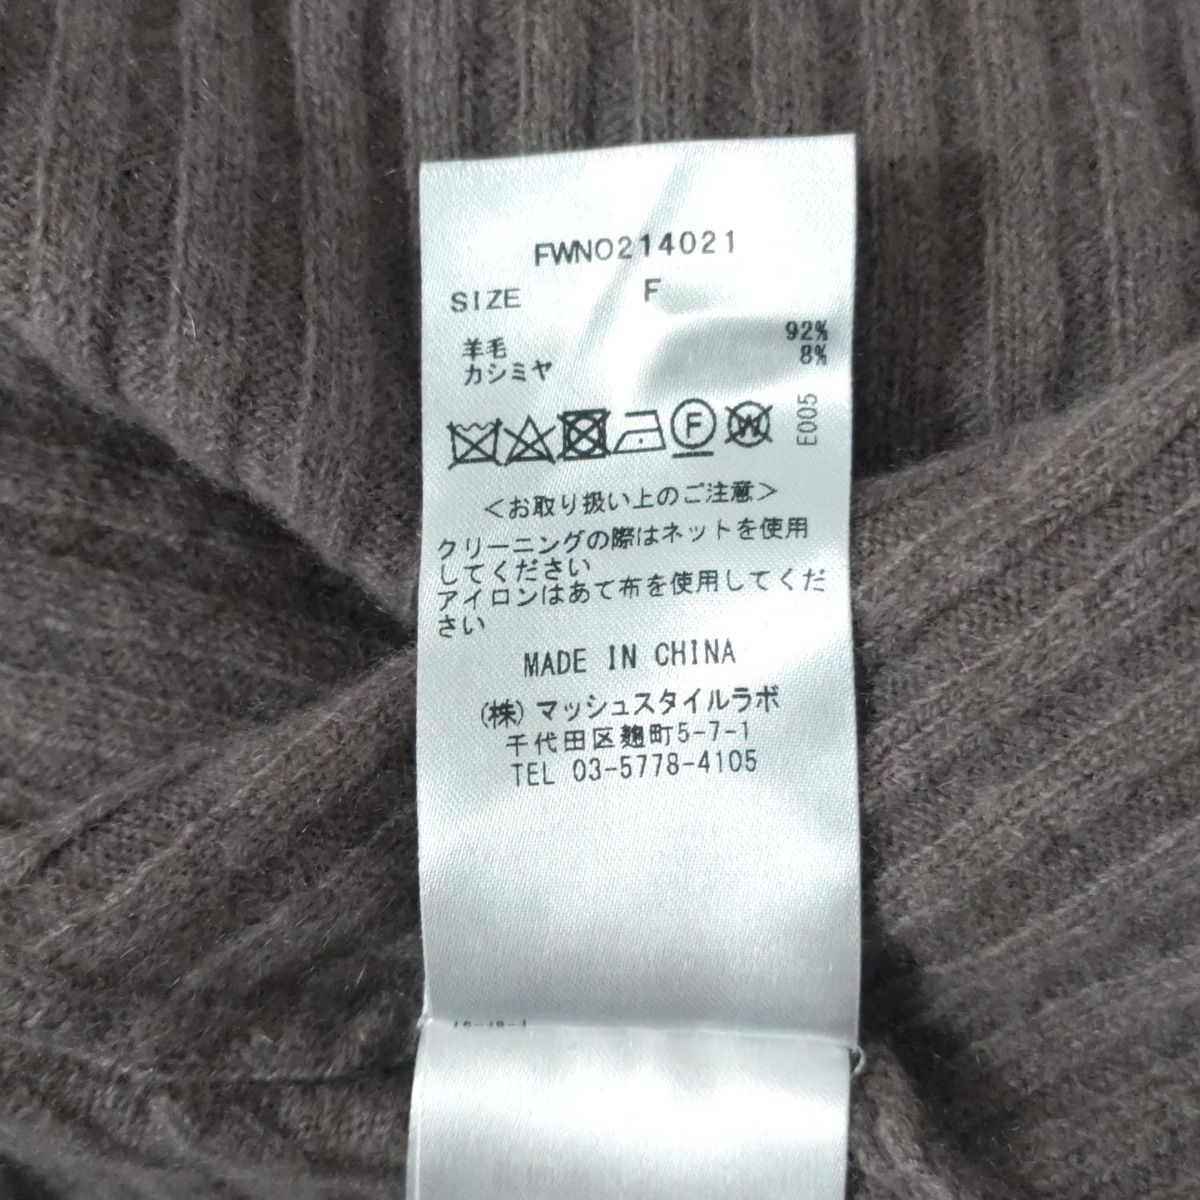 FWNO214021
SIZE F
羊毛 92%
カシミヤ 8%
F W E005
<お取り扱い上のご注意>
クリーニングの際はネットを使用
してください
アイロンはあて布を使用してくだ
さい
MADE IN CHINA
(株)マッシュスタイルラボ
千代田区麹町5-7-1
TEL 03-5778-4105